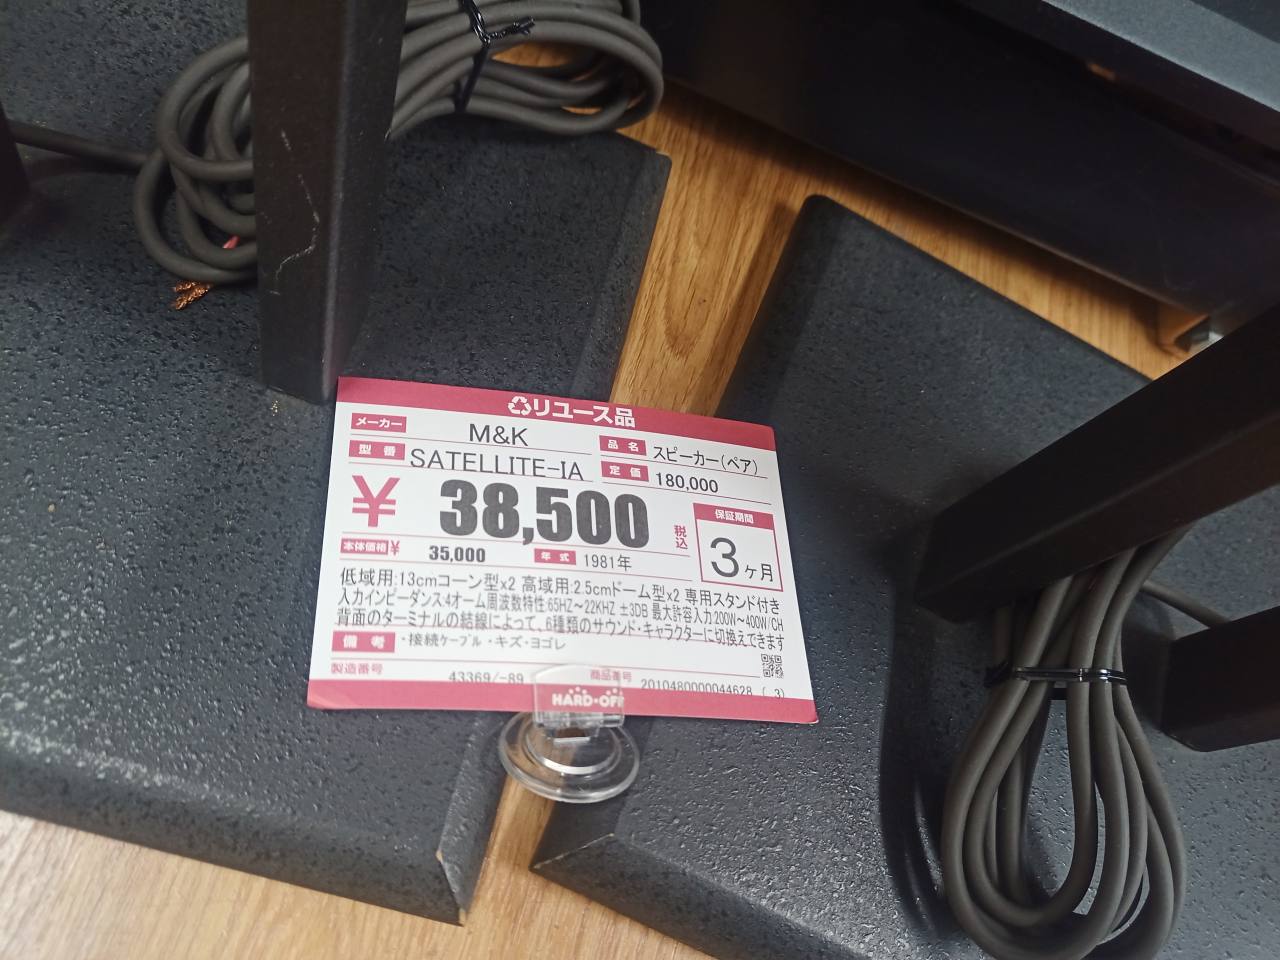 リユース品
メーカー M&K 品名 スピーカー(ペア)
型番 SATELLITE-IA 定価 180,000
¥ 38,500 税込 保証期間 3ヶ月
本体価格¥ 35,000 年式 1981年
低域用:13cmコーン型x2 高域用:2.5cmドーム型x2 専用スタンド付き
入力インピーダンス4オーム周波数特性:65HZ～22KHZ ±3DB 最大許容入力200W～400W/CH
背面のターミナルの結線によって、6種類のサウンド・キャラクターに切換えできます
備考 ・接続ケーブル・キズ・ヨゴレ
製造番号 43369/-89 商品番号 2010480000044628 ( 3)
HARD・OFF